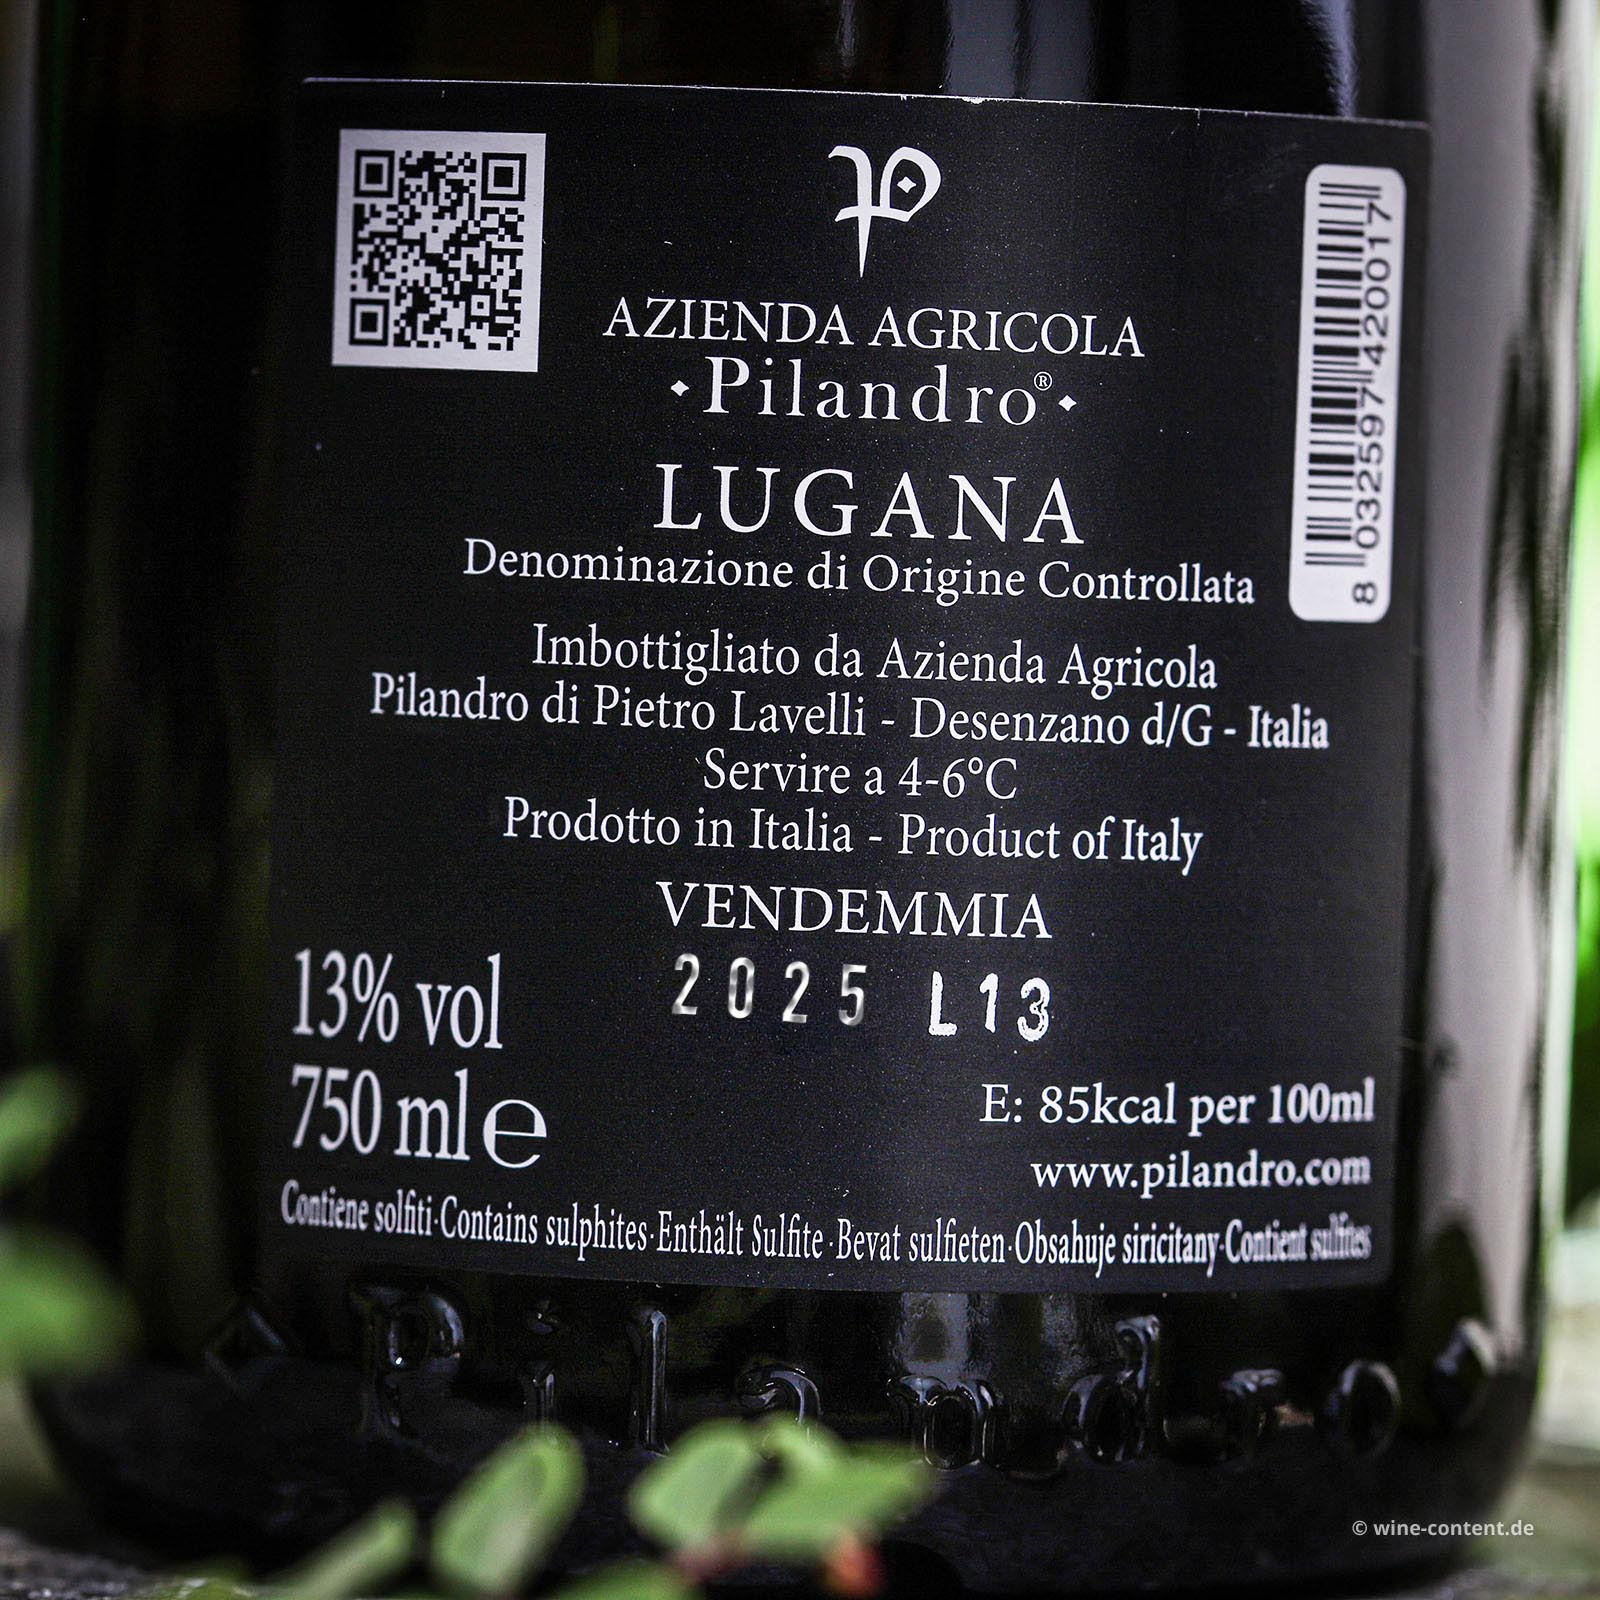 AZIENDA AGRICOLA
·Pilandro®·
LUGANA
Denominazione di Origine Controllata
Imbottigliato da Azienda Agricola
Pilandro di Pietro Lavelli - Desenzano d/G - Italia
Servire a 4-6°C
Prodotto in Italia - Product of Italy
VENDEMMIA
2025 L13
13% vol
750 ml e
E: 85kcal per 100ml
www.pilandro.com
Contiene solfiti·Contains sulphites·Enthält Sulfite·Bevat sulfieten·Obsahuje siricitany·Contient sulfites
8 032597 420017
Pilandro
© wine-content.de